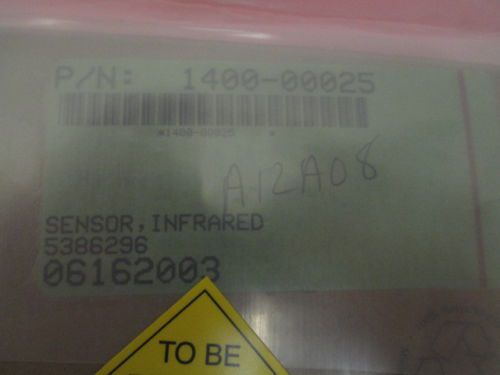 P/N: 1400-00025
*1400-00025 *
A12A08
SENSOR, INFRARED
5386296
06162003
TO BE